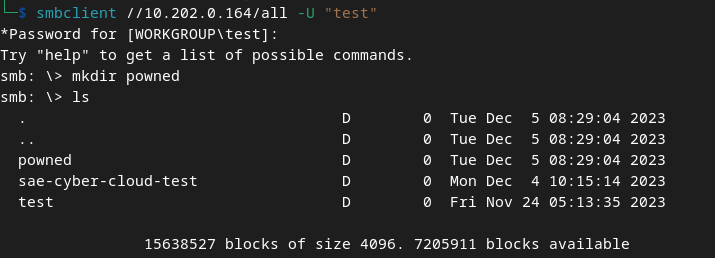 └─$ smbclient //10.202.0.164/all -U "test"
*Password for [WORKGROUP\test]:
Try "help" to get a list of possible commands.
smb: \> mkdir powned
smb: \> ls
  .                                   D        0  Tue Dec  5 08:29:04 2023
  ..                                  D        0  Tue Dec  5 08:29:04 2023
  powned                              D        0  Tue Dec  5 08:29:04 2023
  sae-cyber-cloud-test                D        0  Mon Dec  4 10:15:14 2023
  test                                D        0  Fri Nov 24 05:13:35 2023
                15638527 blocks of size 4096. 7205911 blocks available